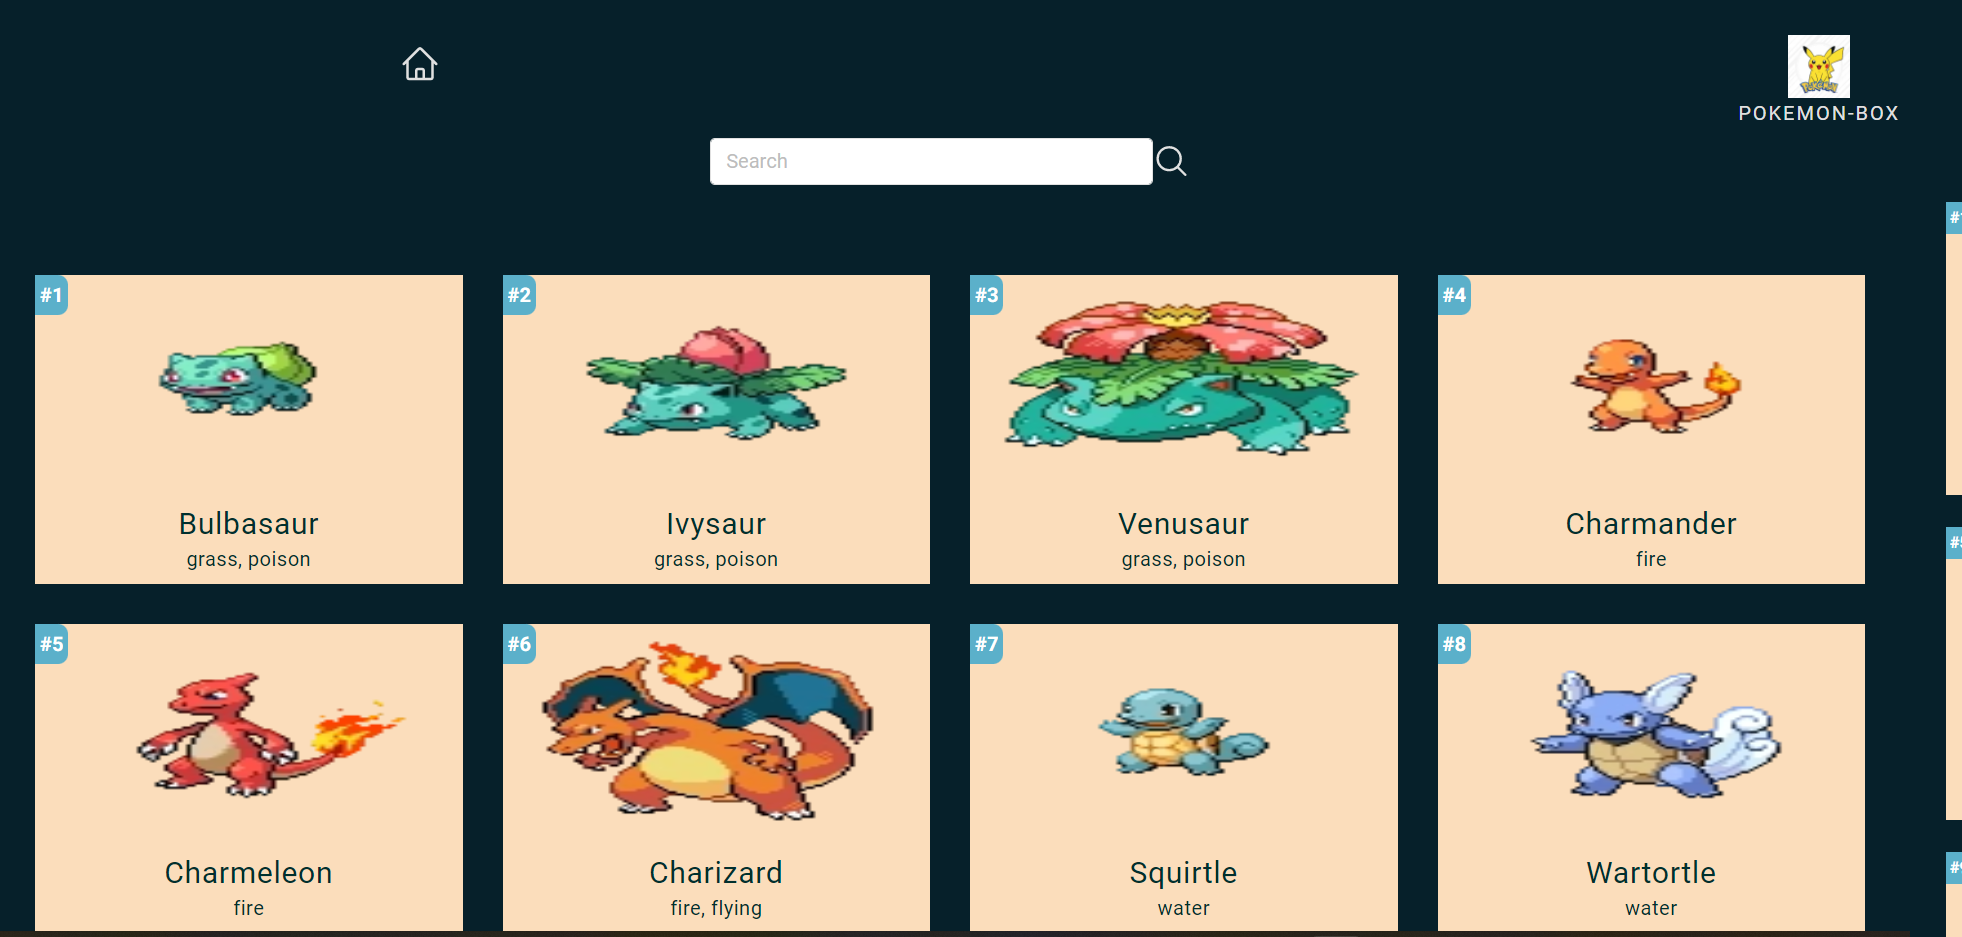 POKéMON
POKEMON-BOX
Search
#1
#2
#3
#4
Bulbasaur
Ivysaur
Venusaur
Charmander
grass, poison
grass, poison
grass, poison
fire
#5
#6
#7
#8
Charmeleon
Charizard
Squirtle
Wartortle
fire
fire, flying
water
water